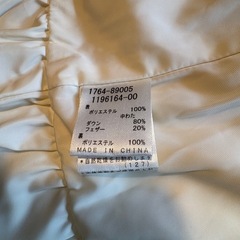 1764-89005
1196164-00
表
ポリエステル 100%
中わた
ダウン 80%
フェザー 20%
裏
ポリエステル 100%
MADE IN CHINA
(127)